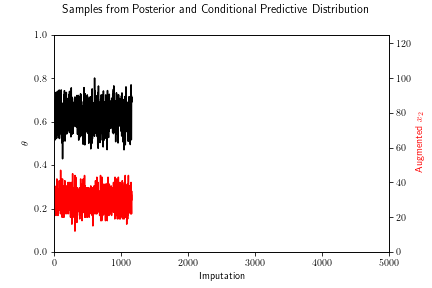 Samples from Posterior and Conditional Predictive Distribution
1.0
0.8
0.6
0.4
0.2
0.0
θ
120
100
80
60
40
20
0
Augmented x₂
0 1000 2000 3000 4000 5000
Imputation